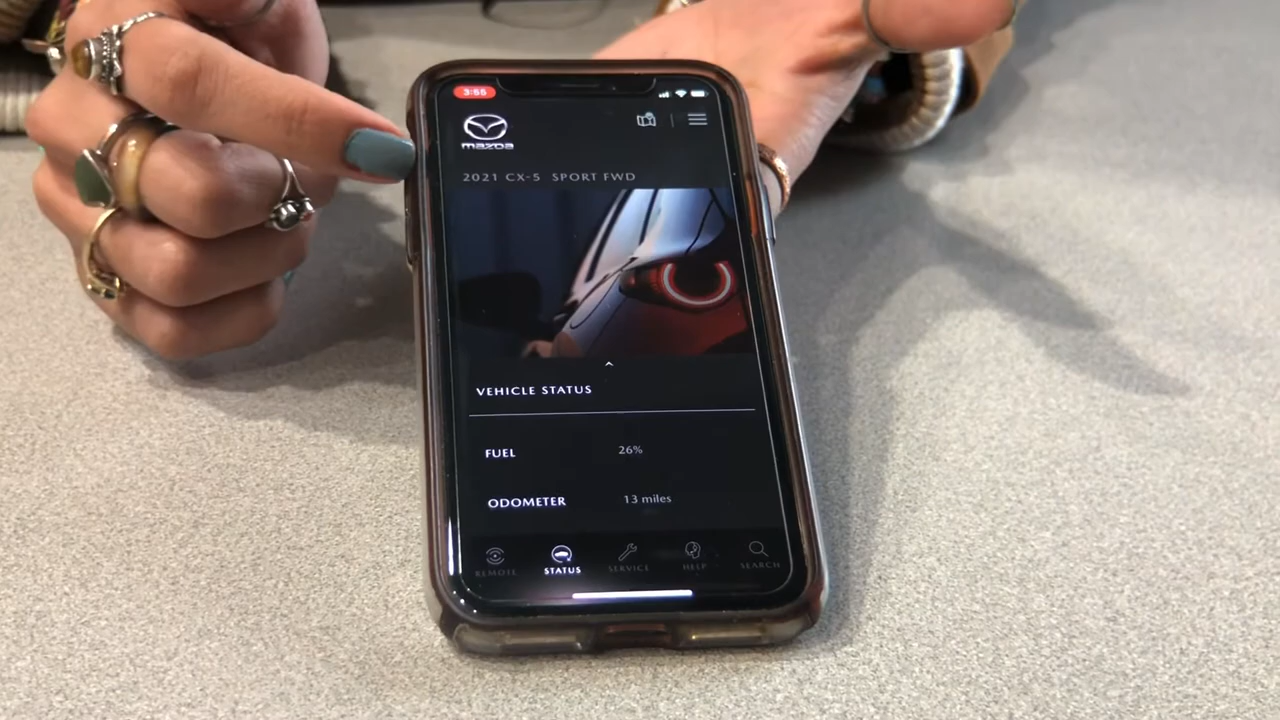 3:55
mazda
2021 CX-5 SPORT FWD
VEHICLE STATUS
FUEL 26%
ODOMETER 13 miles
REMOTE STATUS SERVICE HELP SEARCH